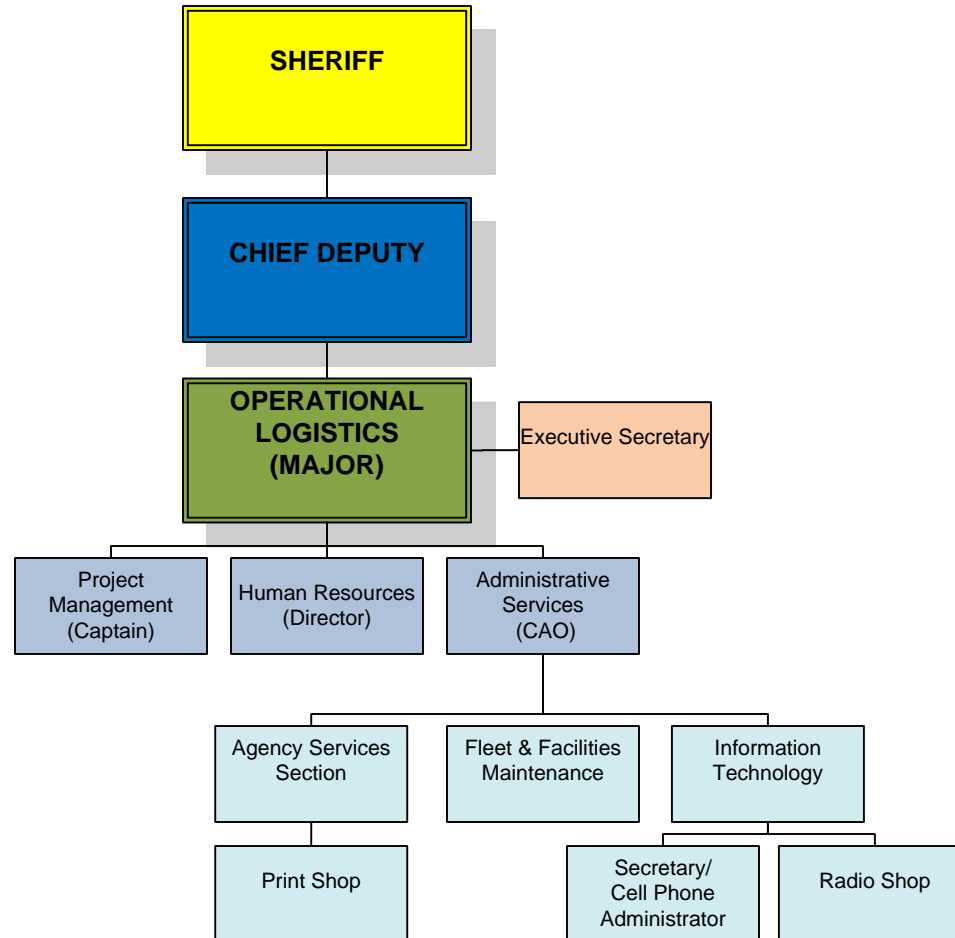 SHERIFF
CHIEF DEPUTY
OPERATIONAL
LOGISTICS
(MAJOR)
Executive Secretary
Project
Management
(Captain)
Human Resources
(Director)
Administrative
Services
(CAO)
Agency Services
Section
Fleet & Facilities
Maintenance
Information
Technology
Print Shop
Secretary/
Cell Phone
Administrator
Radio Shop